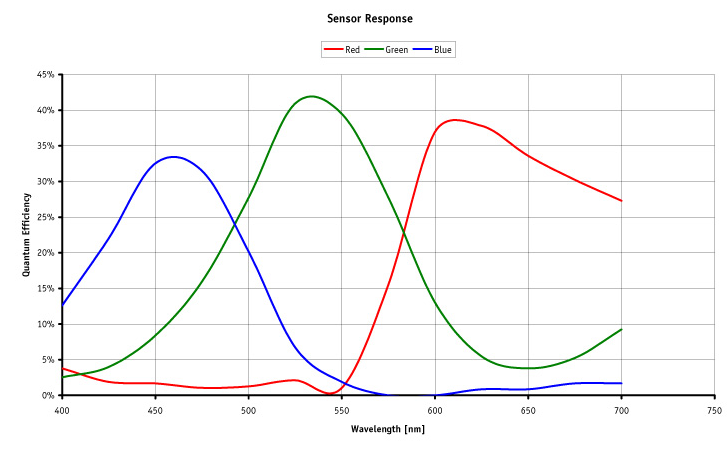 Sensor Response
Red Green Blue
45%
40%
35%
30%
25%
20%
15%
10%
5%
0%
Quantum Efficiency
400 450 500 550 600 650 700 750
Wavelength [nm]